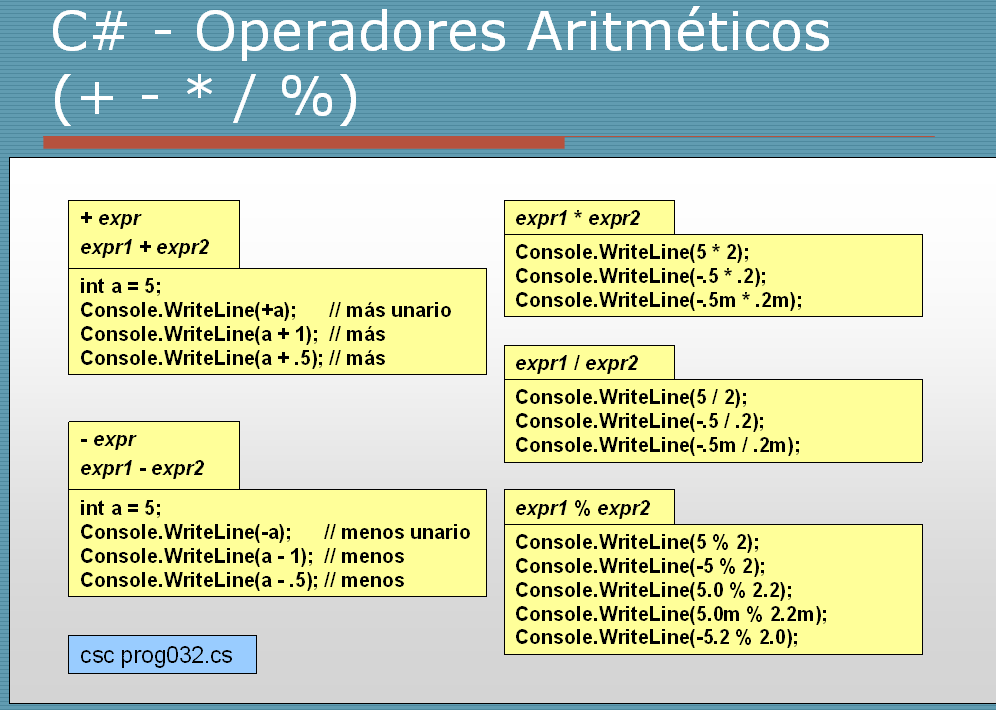 C# - Operadores Aritméticos
(+ - * / %)
+ expr
expr1 + expr2
int a = 5;
Console.WriteLine(+a); // más unario
Console.WriteLine(a + 1); // más
Console.WriteLine(a + .5); // más
- expr
expr1 - expr2
int a = 5;
Console.WriteLine(-a); // menos unario
Console.WriteLine(a - 1); // menos
Console.WriteLine(a - .5); // menos
csc prog032.cs
expr1 * expr2
Console.WriteLine(5 * 2);
Console.WriteLine(-.5 * .2);
Console.WriteLine(-.5m * .2m);
expr1 / expr2
Console.WriteLine(5 / 2);
Console.WriteLine(-.5 / .2);
Console.WriteLine(-.5m / .2m);
expr1 % expr2
Console.WriteLine(5 % 2);
Console.WriteLine(-5 % 2);
Console.WriteLine(5.0 % 2.2);
Console.WriteLine(5.0m % 2.2m);
Console.WriteLine(-5.2 % 2.0);